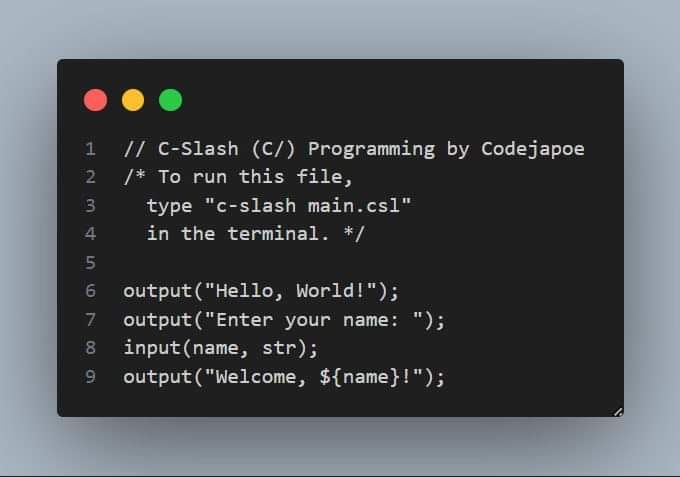 1 // C-Slash (C/) Programming by Codejapoe
2 /* To run this file,
3 type "c-slash main.csl"
4 in the terminal. */
5
6 output("Hello, World!");
7 output("Enter your name: ");
8 input(name, str);
9 output("Welcome, ${name}!");